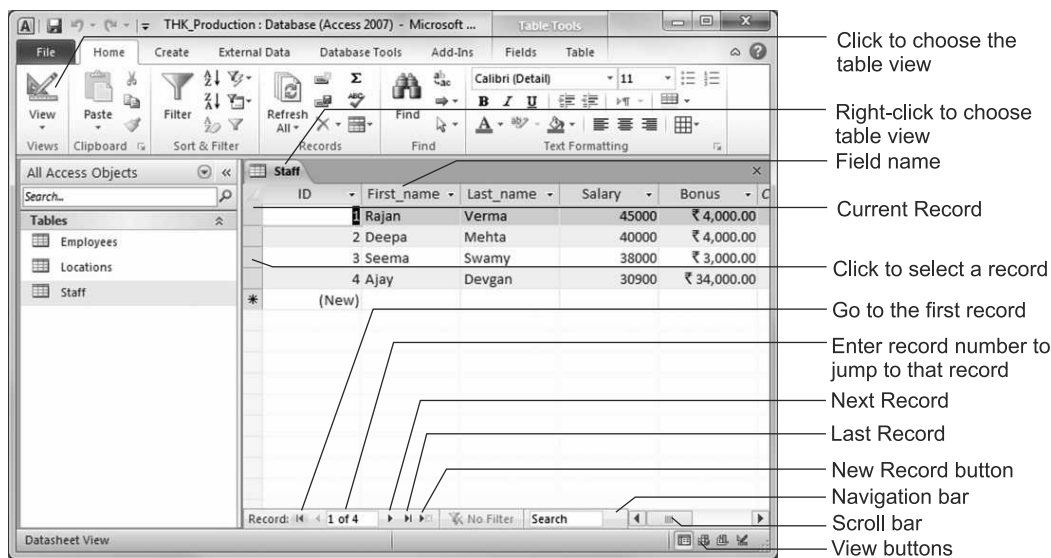 THK_Production : Database (Access 2007) - Microsoft ... Table Tools
File Home Create External Data Database Tools Add-Ins Fields Table
View Paste Filter Refresh All Find Calibri (Detail) 11
B I U
Views Clipboard Sort & Filter Records Find Text Formatting
All Access Objects
Search...
Tables
Employees
Locations
Staff
Staff
ID First_name Last_name Salary Bonus C
1 Rajan Verma 45000 ₹ 4,000.00
2 Deepa Mehta 40000 ₹ 4,000.00
3 Seema Swamy 38000 ₹ 3,000.00
4 Ajay Devgan 30900 ₹ 34,000.00
(New)
Record: 1 of 4 No Filter Search
Datasheet View
Click to choose the
table view
Right-click to choose
table view
Field name
Current Record
Click to select a record
Go to the first record
Enter record number to
jump to that record
Next Record
Last Record
New Record button
Navigation bar
Scroll bar
View buttons